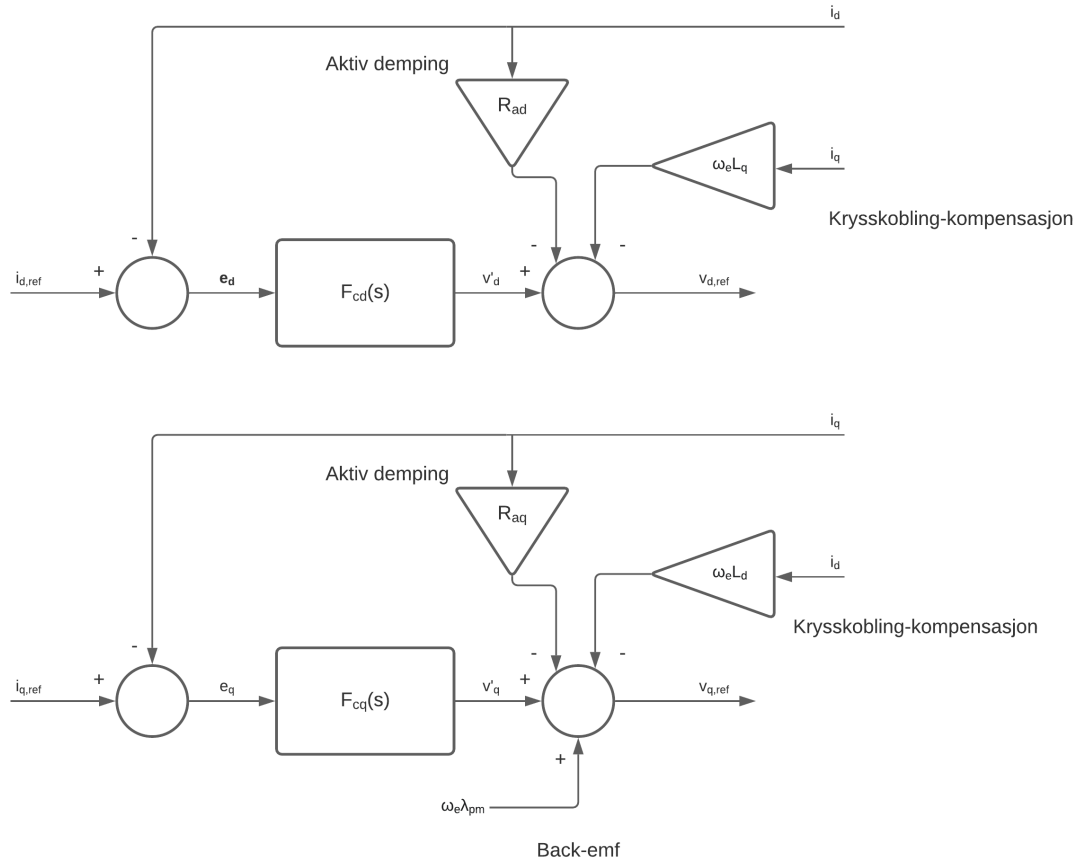 i_d
Aktiv demping
R_ad
ω_eL_q
i_q
Krysskobling-kompensasjon
-
-
-
i_d,ref
+
e_d
F_cd(s)
v'_d
+
v_d,ref
i_q
Aktiv demping
R_aq
ω_eL_d
i_d
Krysskobling-kompensasjon
-
-
-
i_q,ref
+
e_q
F_cq(s)
v'_q
+
v_q,ref
+
ω_eλ_pm
Back-emf